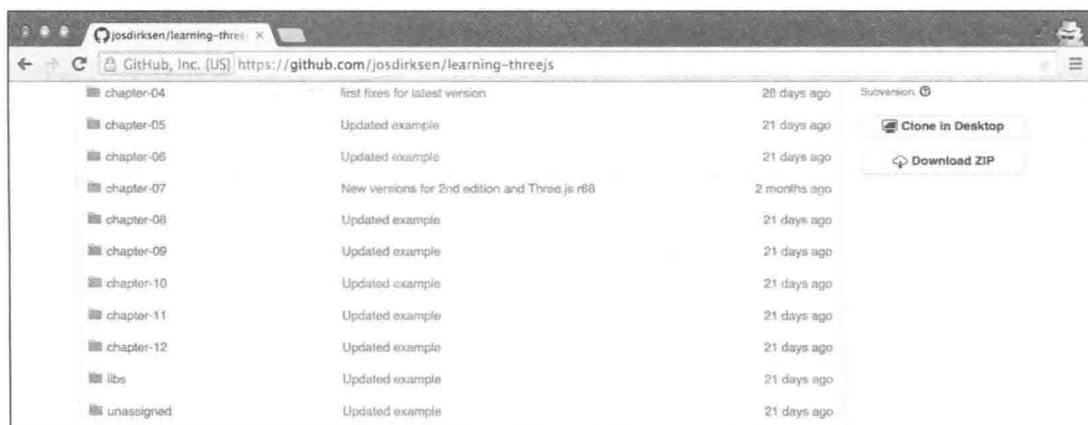 josdirksen/learning-three
GitHub, Inc. [US] https://github.com/josdirksen/learning-threejs
chapter-04 first fixes for latest version 28 days ago Subversion.
chapter-05 Updated example 21 days ago Clone in Desktop
chapter-06 Updated example 21 days ago Download ZIP
chapter-07 New versions for 2nd edition and Three.js r68 2 months ago
chapter-08 Updated example 21 days ago
chapter-09 Updated example 21 days ago
chapter-10 Updated example 21 days ago
chapter-11 Updated example 21 days ago
chapter-12 Updated example 21 days ago
libs Updated example 21 days ago
unassigned Updated example 21 days ago